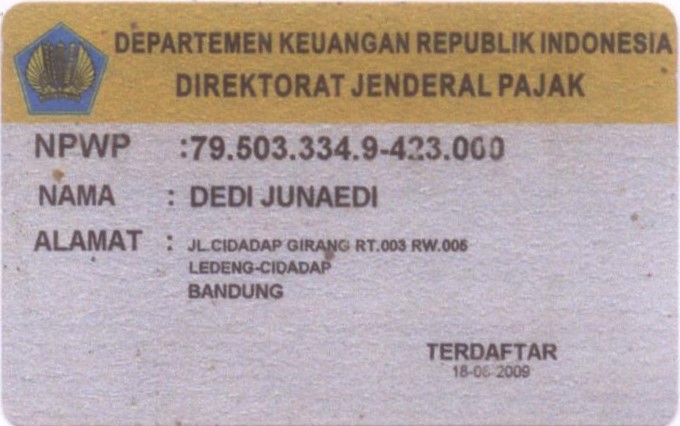 DEPARTEMEN KEUANGAN REPUBLIK INDONESIA
DIREKTORAT JENDERAL PAJAK
NPWP :79.503.334.9-423.000
NAMA : DEDI JUNAEDI
ALAMAT : JL.CIDADAP GIRANG RT.003 RW.005
LEDENG-CIDADAP
BANDUNG
TERDAFTAR
18-06-2009